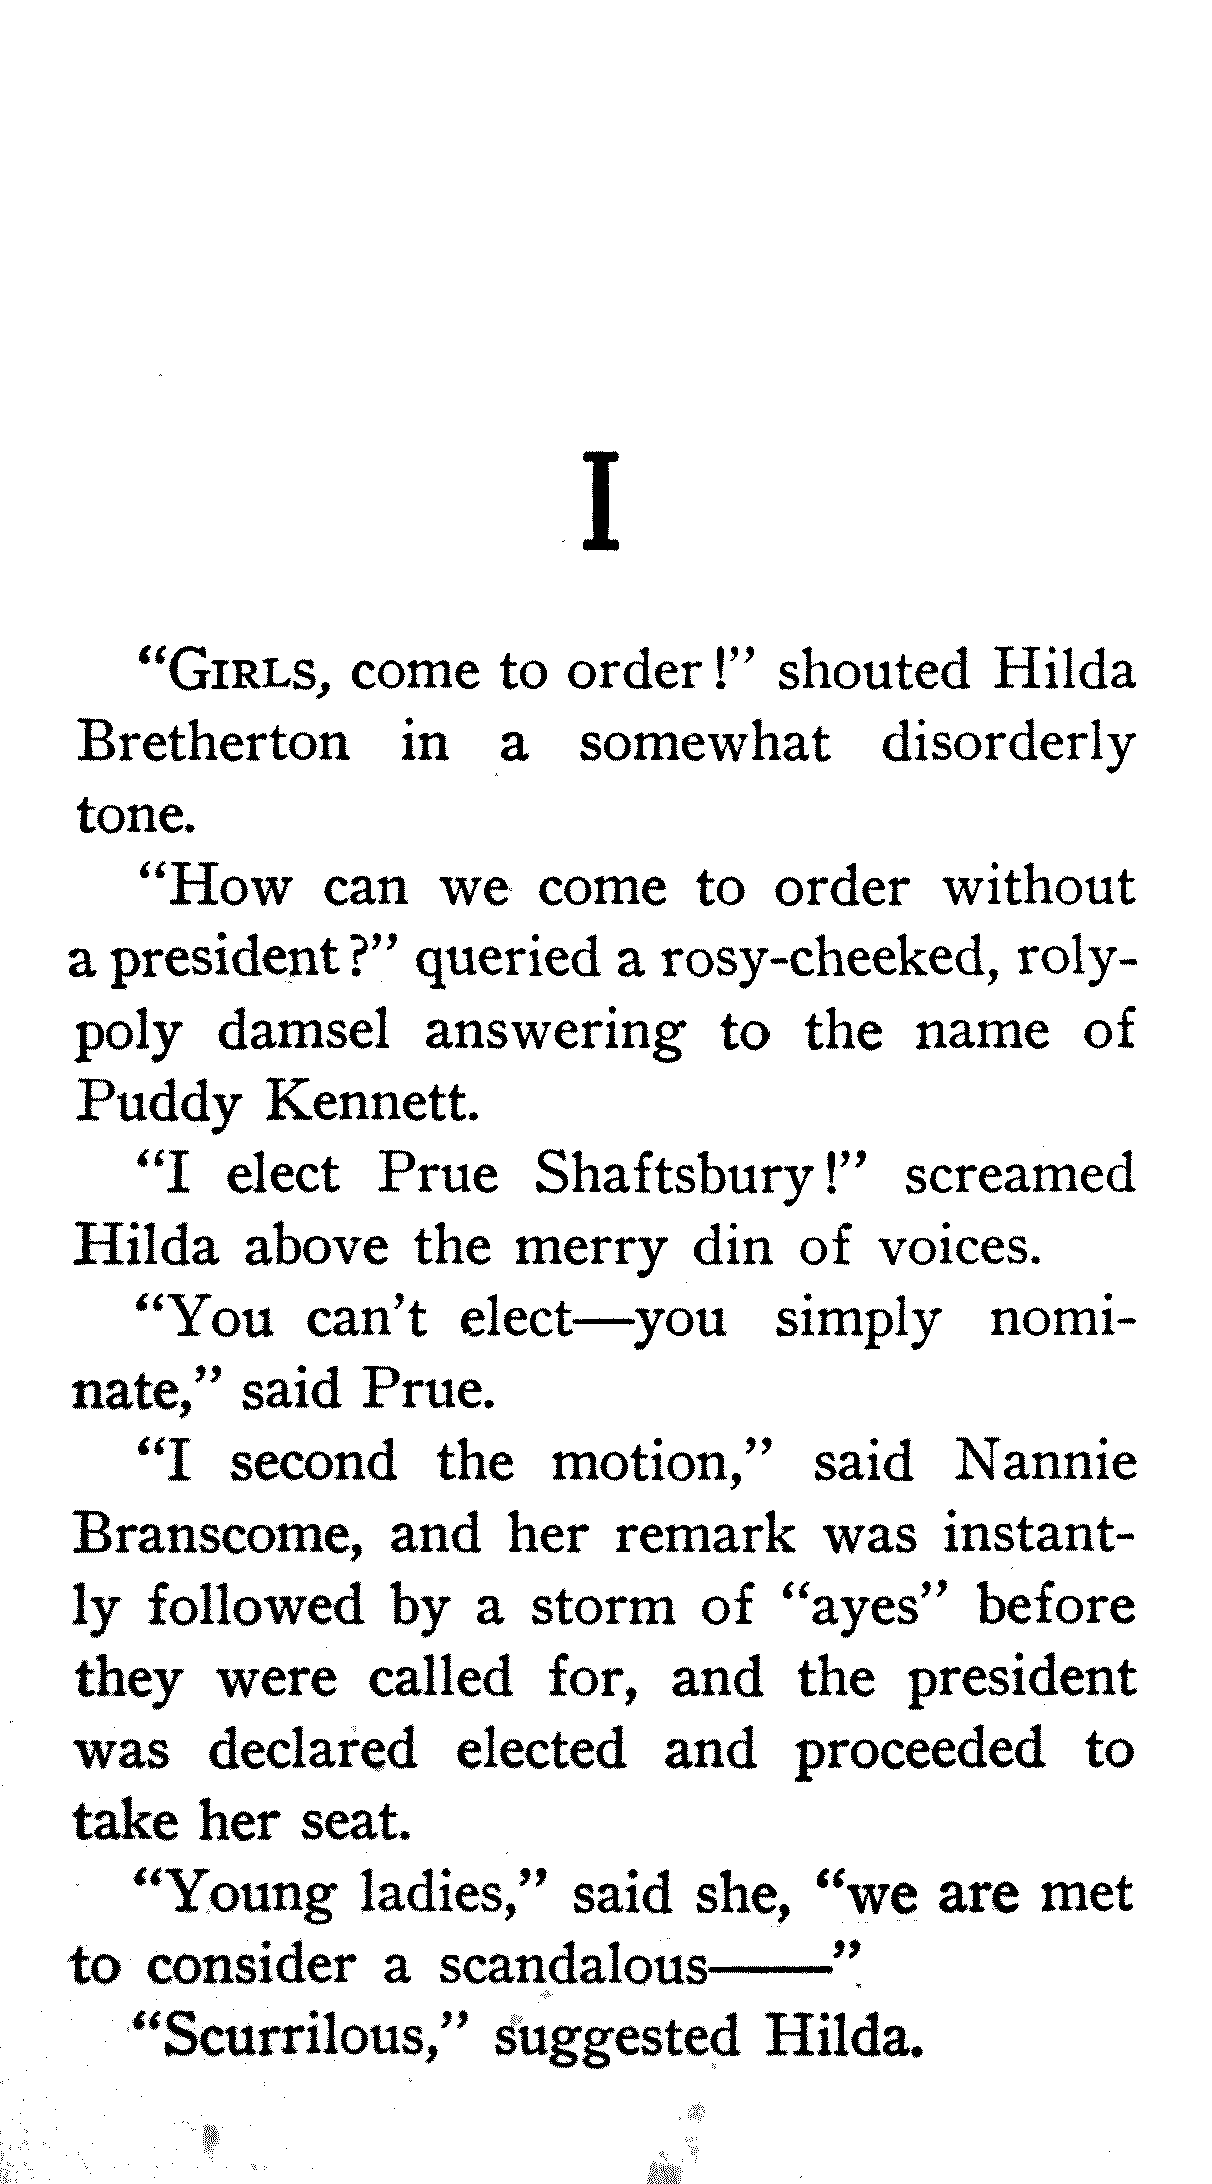 I
“GIRLS, come to order!” shouted Hilda
Bretherton in a somewhat disorderly
tone.
“How can we come to order without
a president?” queried a rosy-cheeked, roly-
poly damsel answering to the name of
Puddy Kennett.
“I elect Prue Shaftsbury!” screamed
Hilda above the merry din of voices.
“You can’t elect—you simply nomi-
nate,” said Prue.
“I second the motion,” said Nannie
Branscome, and her remark was instant-
ly followed by a storm of “ayes” before
they were called for, and the president
was declared elected and proceeded to
take her seat.
“Young ladies,” said she, “we are met
to consider a scandalous——”
“Scurrilous,” suggested Hilda.